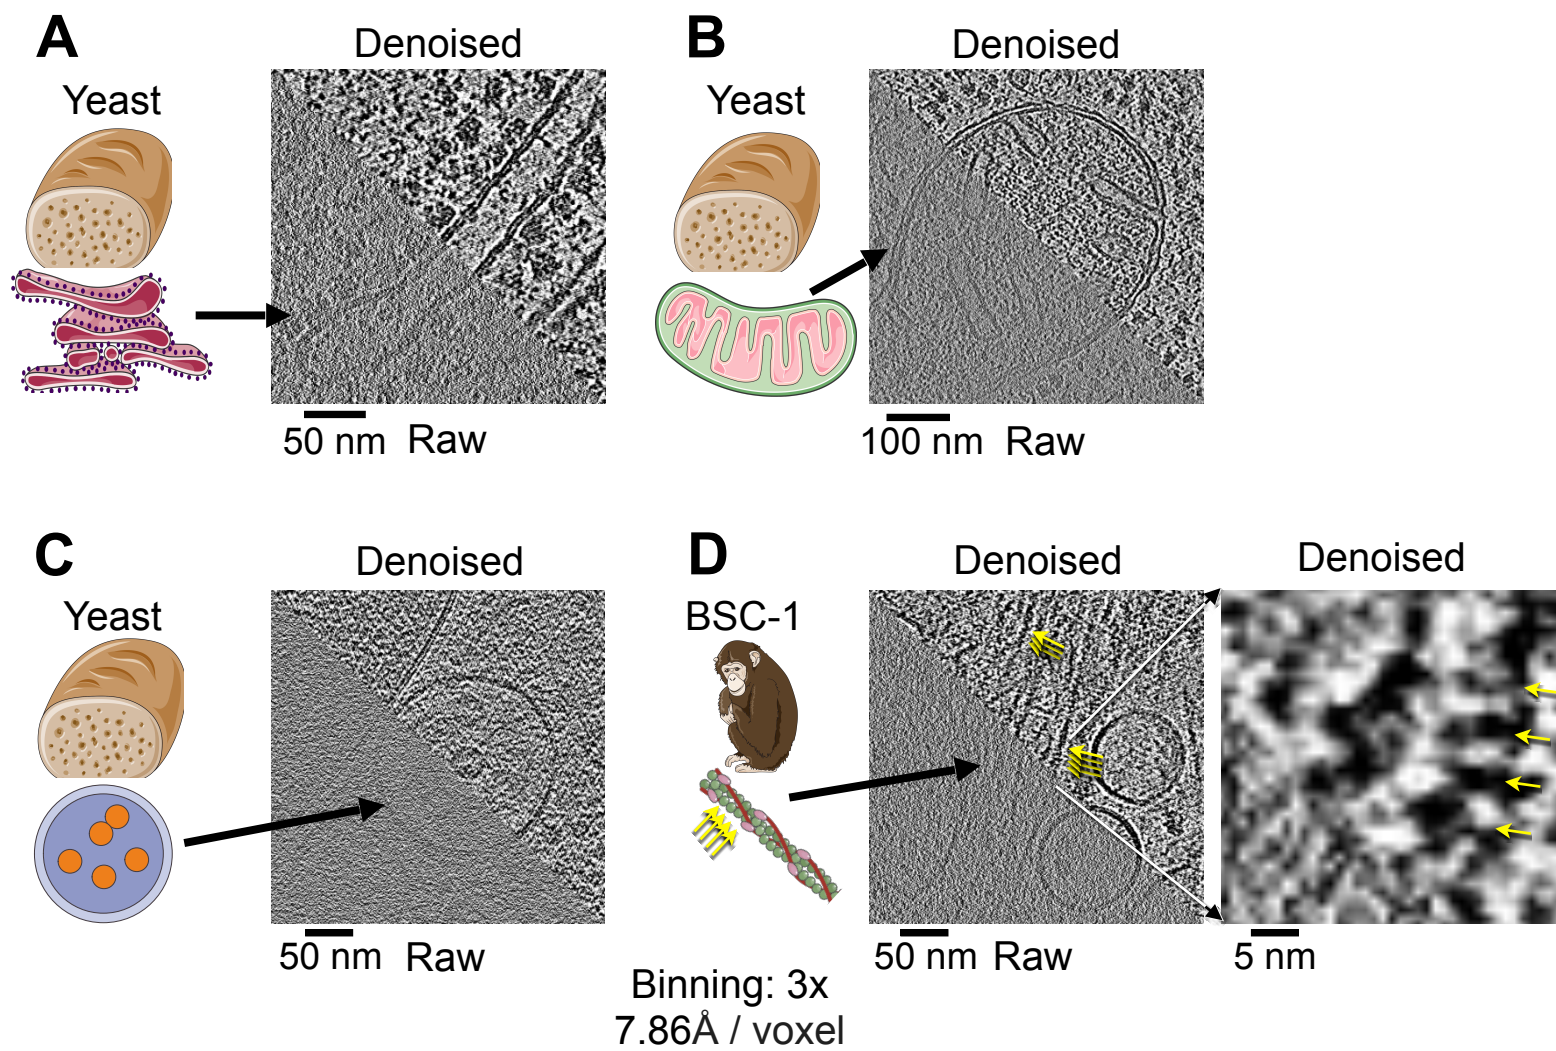 A
Denoised
Yeast
50 nm Raw
B
Denoised
Yeast
100 nm Raw
C
Denoised
Yeast
50 nm Raw
D
Denoised
Denoised
BSC-1
50 nm Raw
5 nm
Binning: 3x
7.86Å / voxel